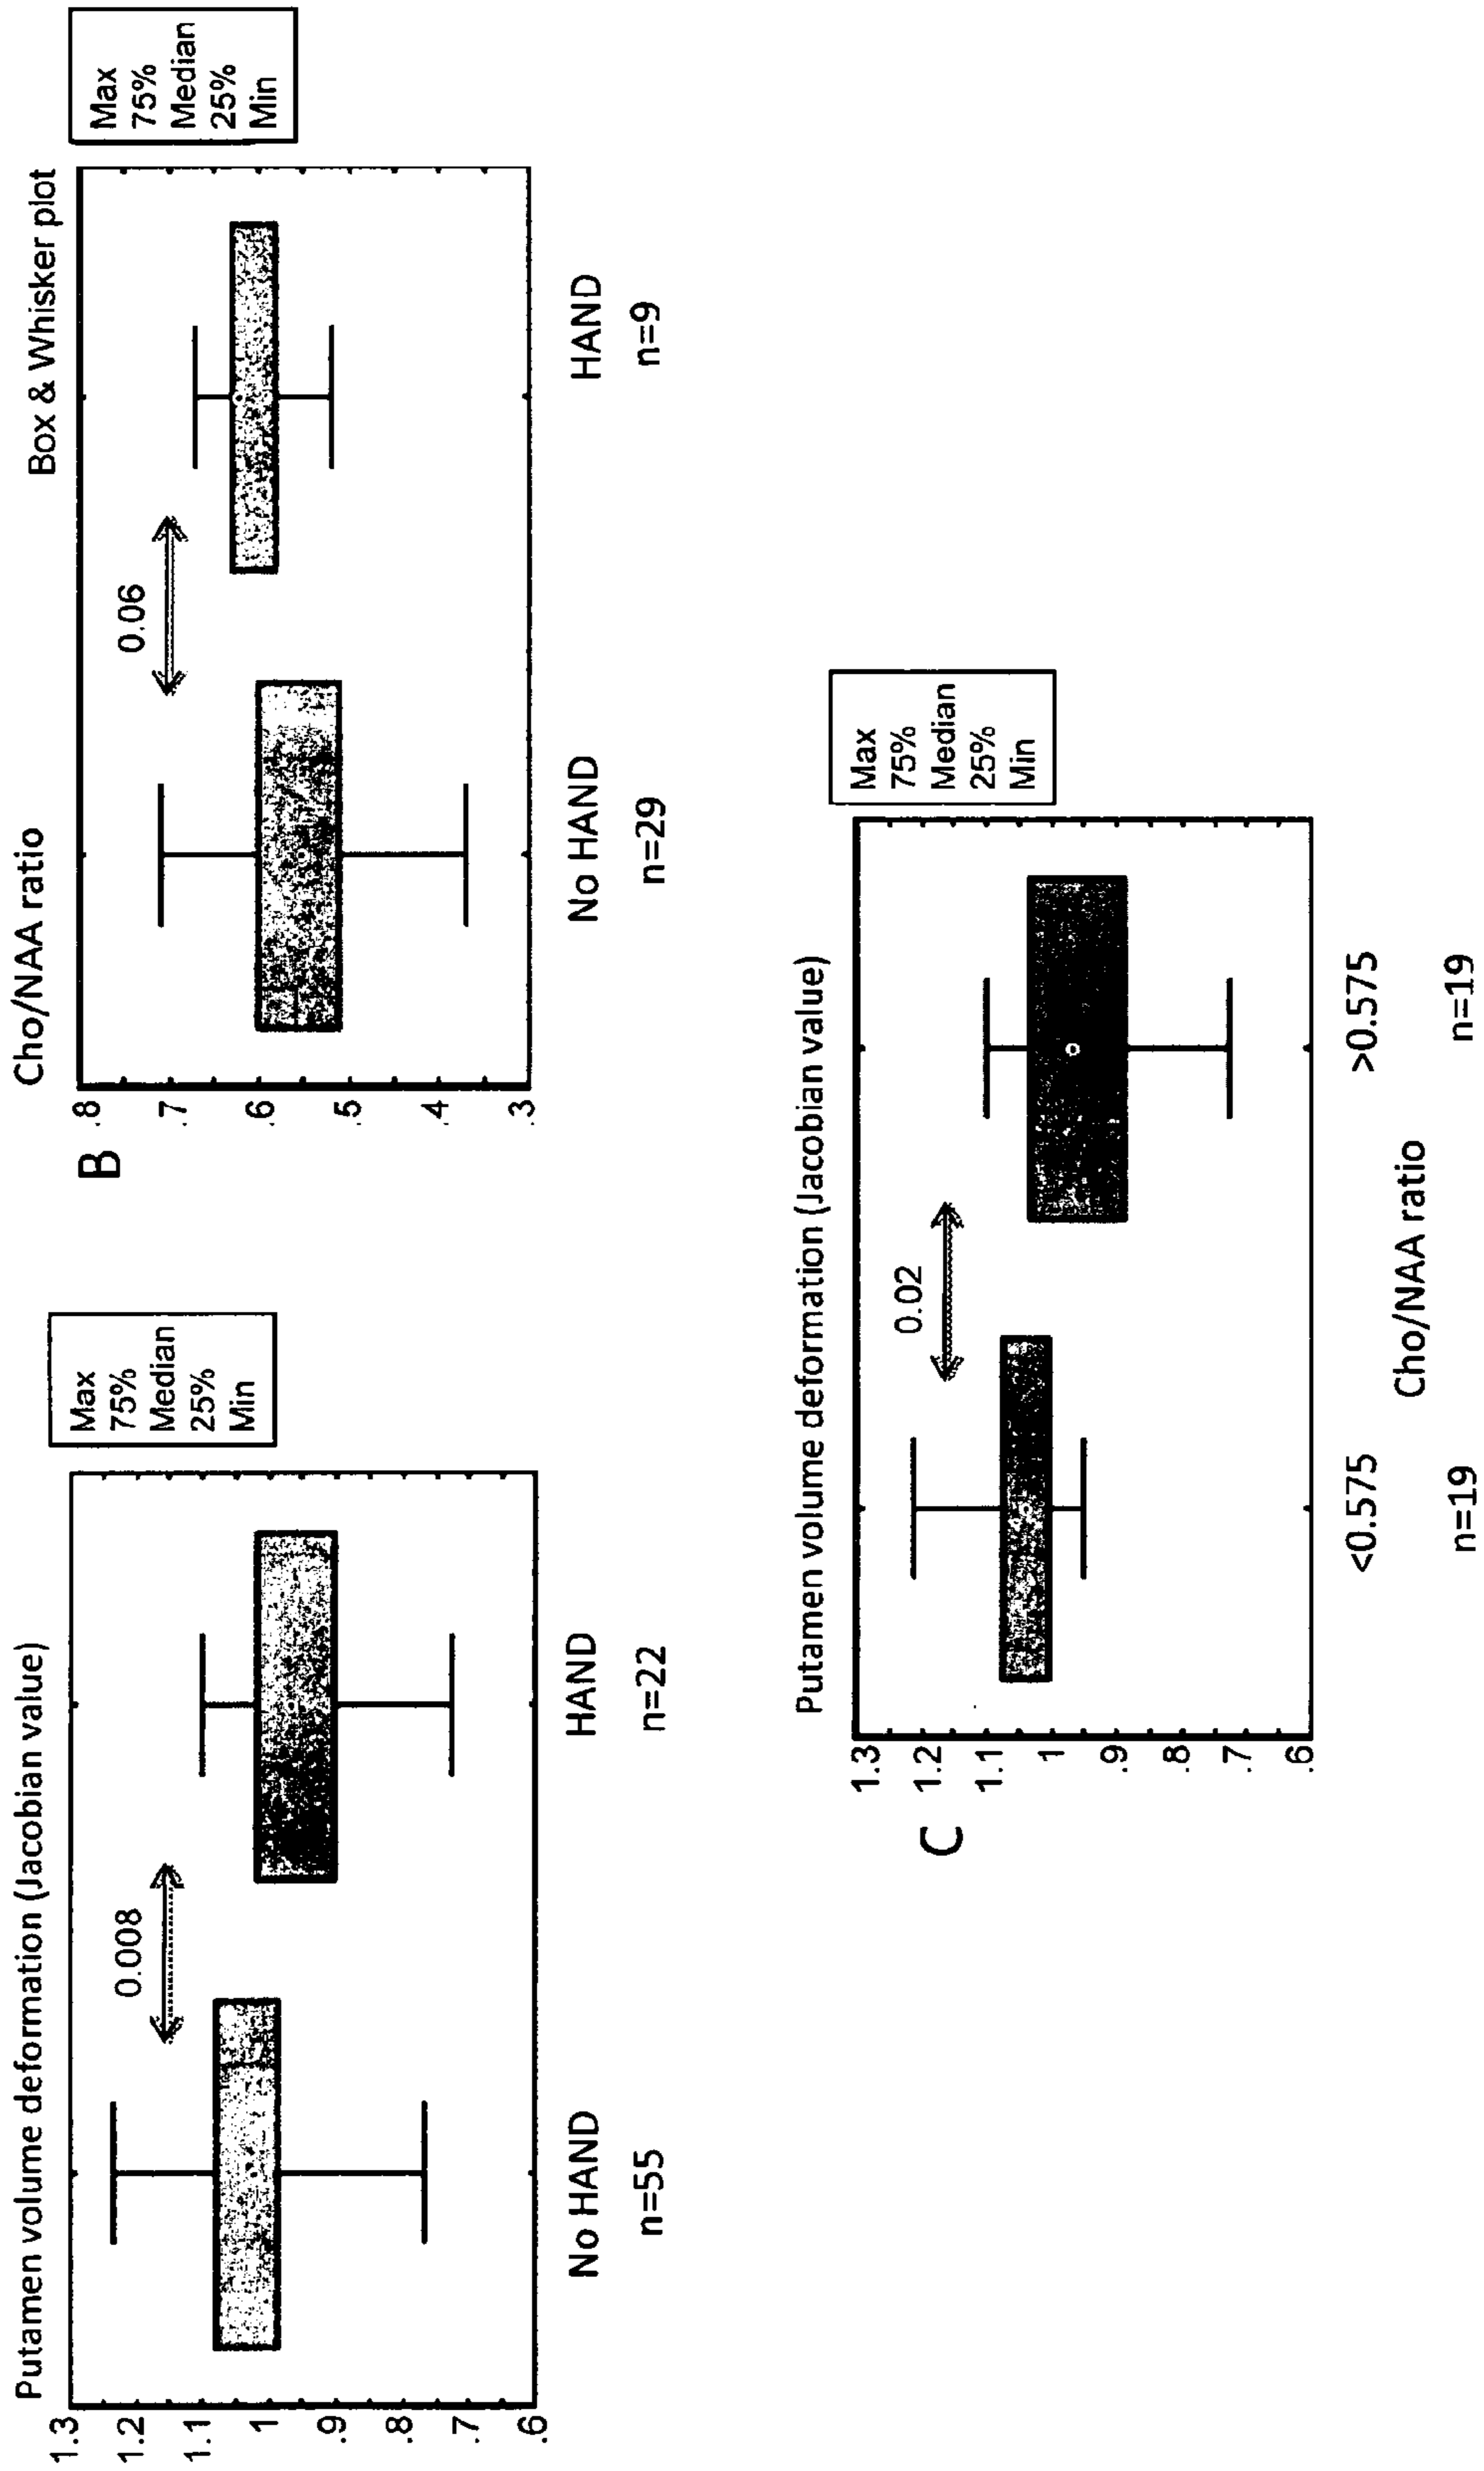 Putamen volume deformation (Jacobian value)
1.3
1.2
1.1
1
.9
.8
.7
.6
0.008
No HAND
HAND
n=55
n=22
Max
75%
Median
25%
Min
B
Cho/NAA ratio
Box & Whisker plot
.8
.7
.6
.5
.4
.3
0.06
No HAND
HAND
n=29
n=9
Max
75%
Median
25%
Min
C
Putamen volume deformation (Jacobian value)
1.3
1.2
1.1
1
.9
.8
.7
.6
0.02
<0.575
>0.575
Cho/NAA ratio
n=19
n=19
Max
75%
Median
25%
Min